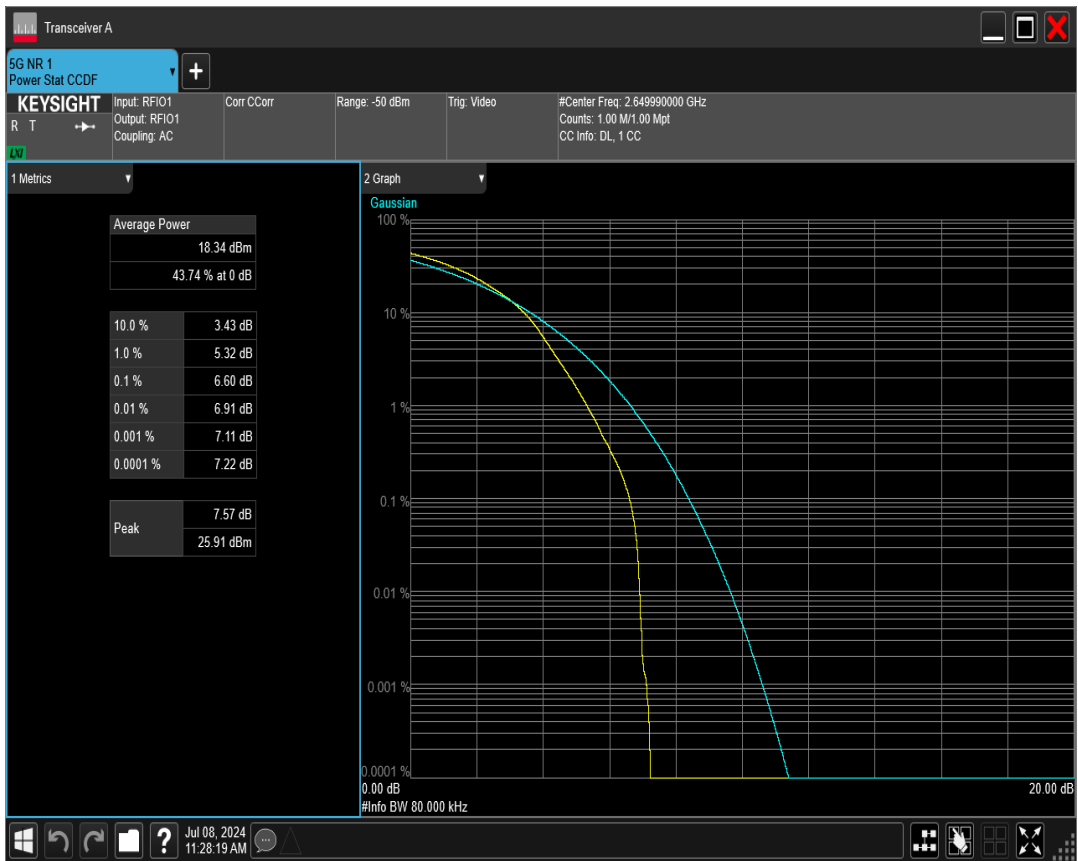 Transceiver A
5G NR 1
Power Stat CCDF
+
KEYSIGHT
R T
LXI
Input: RFIO1
Output: RFIO1
Coupling: AC
Corr CCorr
Range: -50 dBm
Trig: Video
#Center Freq: 2.649990000 GHz
Counts: 1.00 M/1.00 Mpt
CC Info: DL, 1 CC
1 Metrics
Average Power
18.34 dBm
43.74 % at 0 dB
10.0 % 3.43 dB
1.0 % 5.32 dB
0.1 % 6.60 dB
0.01 % 6.91 dB
0.001 % 7.11 dB
0.0001 % 7.22 dB
Peak 7.57 dB
25.91 dBm
2 Graph
Gaussian
100 %
10 %
1 %
0.1 %
0.01 %
0.001 %
0.0001 %
0.00 dB 20.00 dB
#Info BW 80.000 kHz
?
Jul 08, 2024
11:28:19 AM